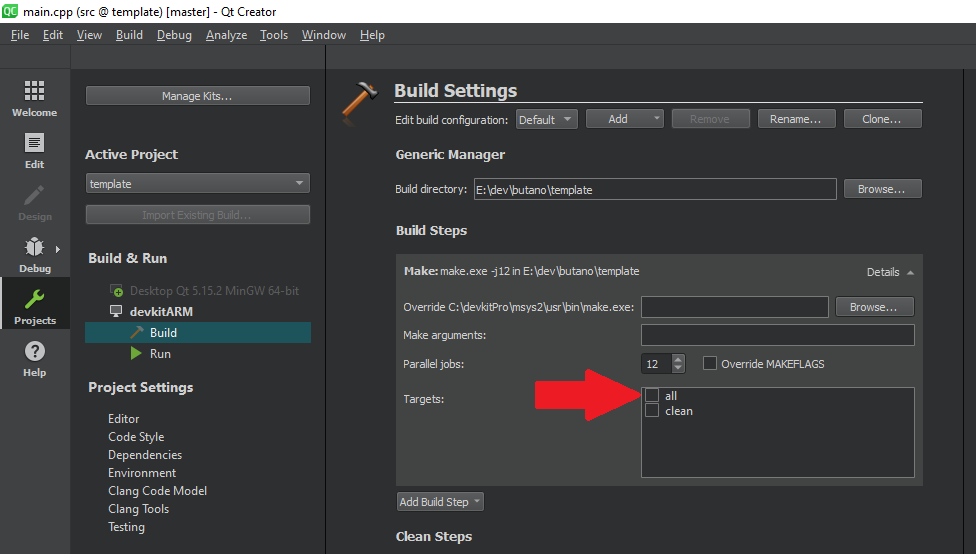 QC main.cpp (src @ template) [master] - Qt Creator
File Edit View Build Debug Analyze Tools Window Help
Welcome
Edit
Design
Debug
Projects
Help
Manage Kits...
Active Project
template
Import Existing Build...
Build & Run
Desktop Qt 5.15.2 MinGW 64-bit
devkitARM
Build
Run
Project Settings
Editor
Code Style
Dependencies
Environment
Clang Code Model
Clang Tools
Testing
Build Settings
Edit build configuration: Default Add Remove Rename... Clone...
Generic Manager
Build directory: E:\dev\butano\template Browse...
Build Steps
Make: make.exe -j12 in E:\dev\butano\template Details
Override C:\devkitPro\msys2\usr\bin\make.exe: Browse...
Make arguments:
Parallel jobs: 12 Override MAKEFLAGS
Targets: all
clean
Add Build Step
Clean Steps